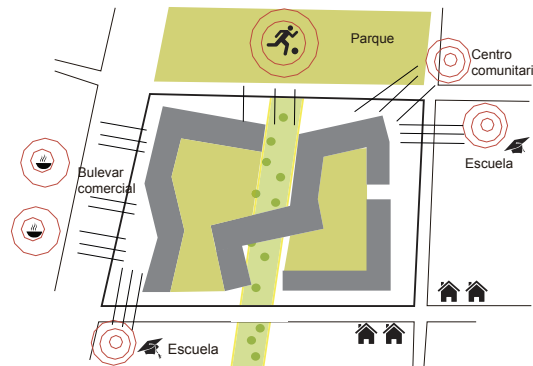 Parque
Centro
comunitari
Escuela
Bulevar
comercial
Escuela